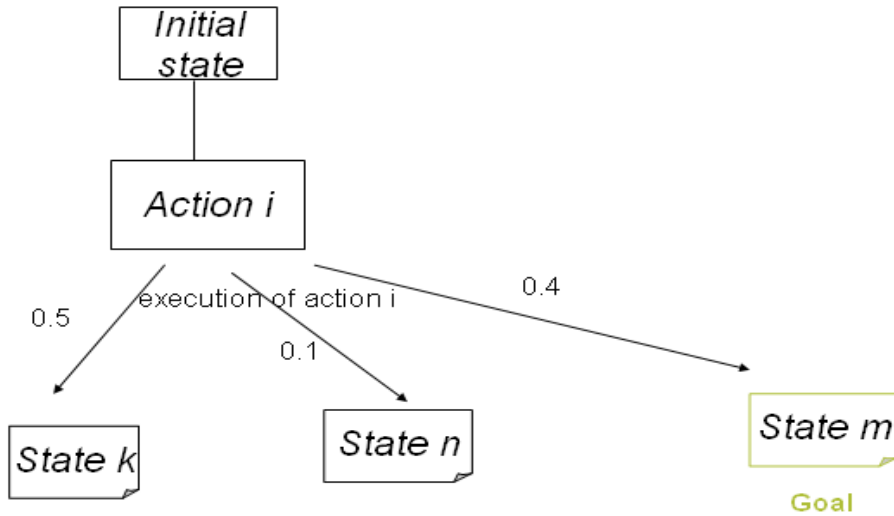 Initial
state
Action i
execution of action i
0.5
0.1
0.4
State k
State n
State m
Goal